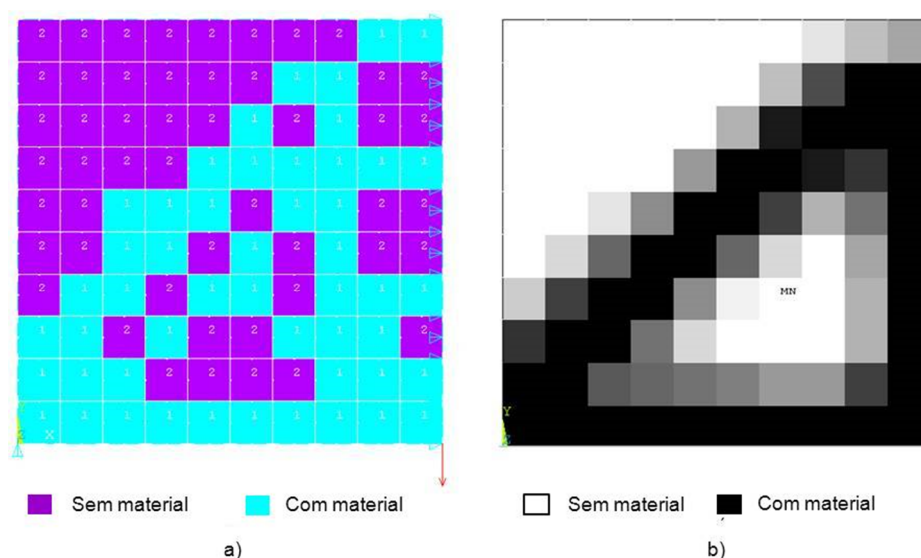 2 2 2 2 2 2 2 2 1 1
2 2 2 2 2 2 1 1 2 2
2 2 2 2 2 1 2 1 2 2
2 2 2 2 1 1 1 1 1 1
2 2 1 1 1 2 1 1 2 2
2 2 1 1 2 1 2 1 2 2
2 1 1 2 1 1 2 1 1 1
1 1 2 1 2 2 1 1 1 2
1 1 1 2 2 2 2 1 1 1
1 1 1 1 1 1 1 1 1 1
X
Sem material
Com material
a)
MN
Y
Sem material
Com material
b)